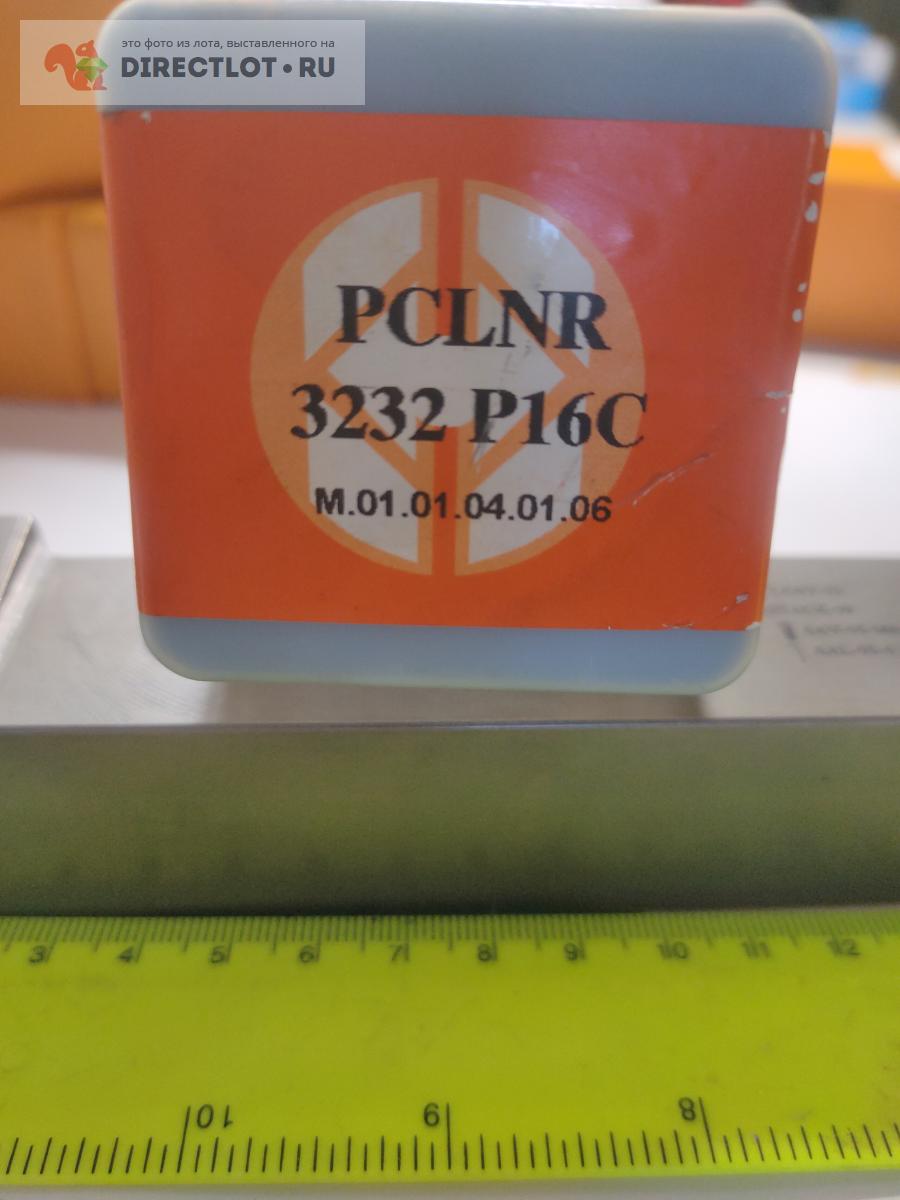 это фото из лота, выставленного на
DIRECTLOT•RU
PCLNR
3232 P16C
M.01.01.04.01.06
3 4 5 6 7 8 9 10 11 12
10 9 8